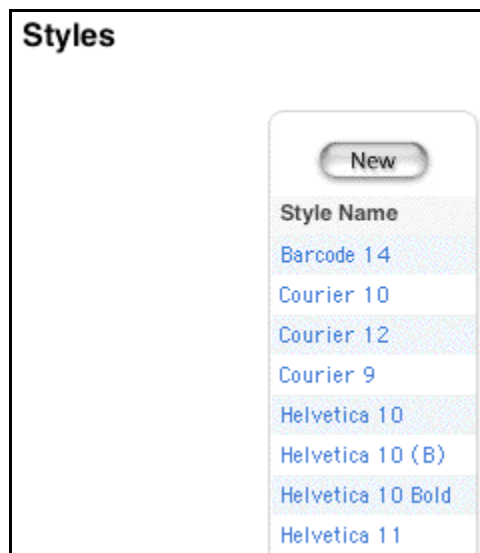 Styles
New
Style Name
Barcode 14
Courier 10
Courier 12
Courier 9
Helvetica 10
Helvetica 10 (B)
Helvetica 10 Bold
Helvetica 11